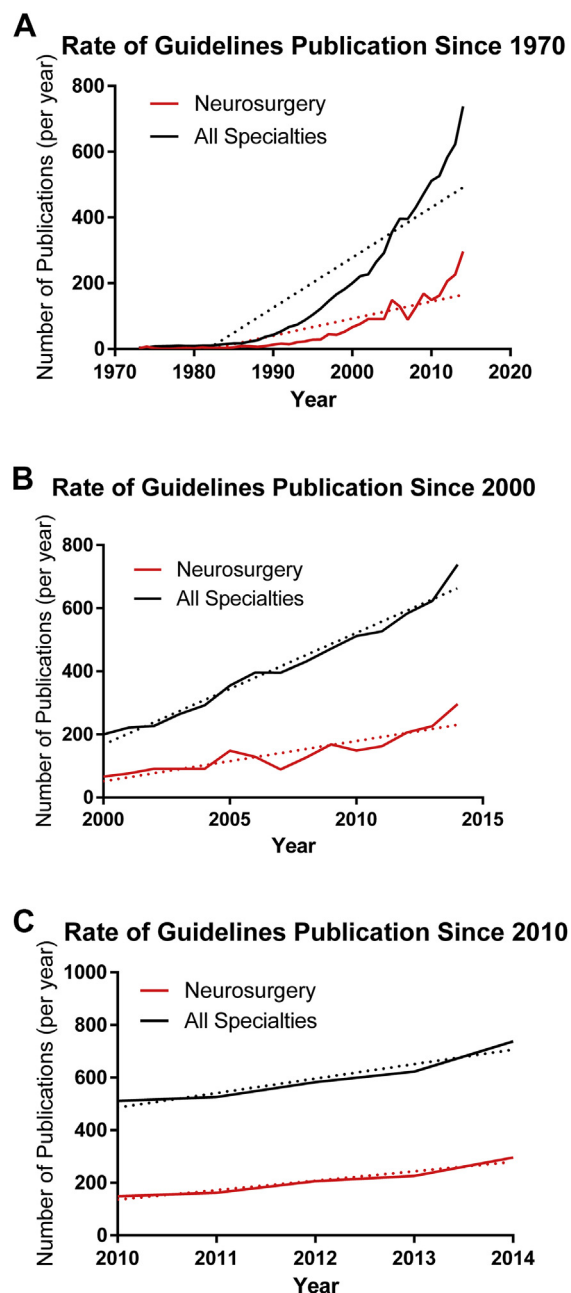 A
Rate of Guidelines Publication Since 1970
Number of Publications (per year)
800
600
400
200
0
Neurosurgery
All Specialties
1970
1980
1990
2000
2010
2020
Year
B
Rate of Guidelines Publication Since 2000
Number of Publications (per year)
800
600
400
200
0
Neurosurgery
All Specialties
2000
2005
2010
2015
Year
C
Rate of Guidelines Publication Since 2010
Number of Publications (per year)
1000
800
600
400
200
0
Neurosurgery
All Specialties
2010
2011
2012
2013
2014
Year